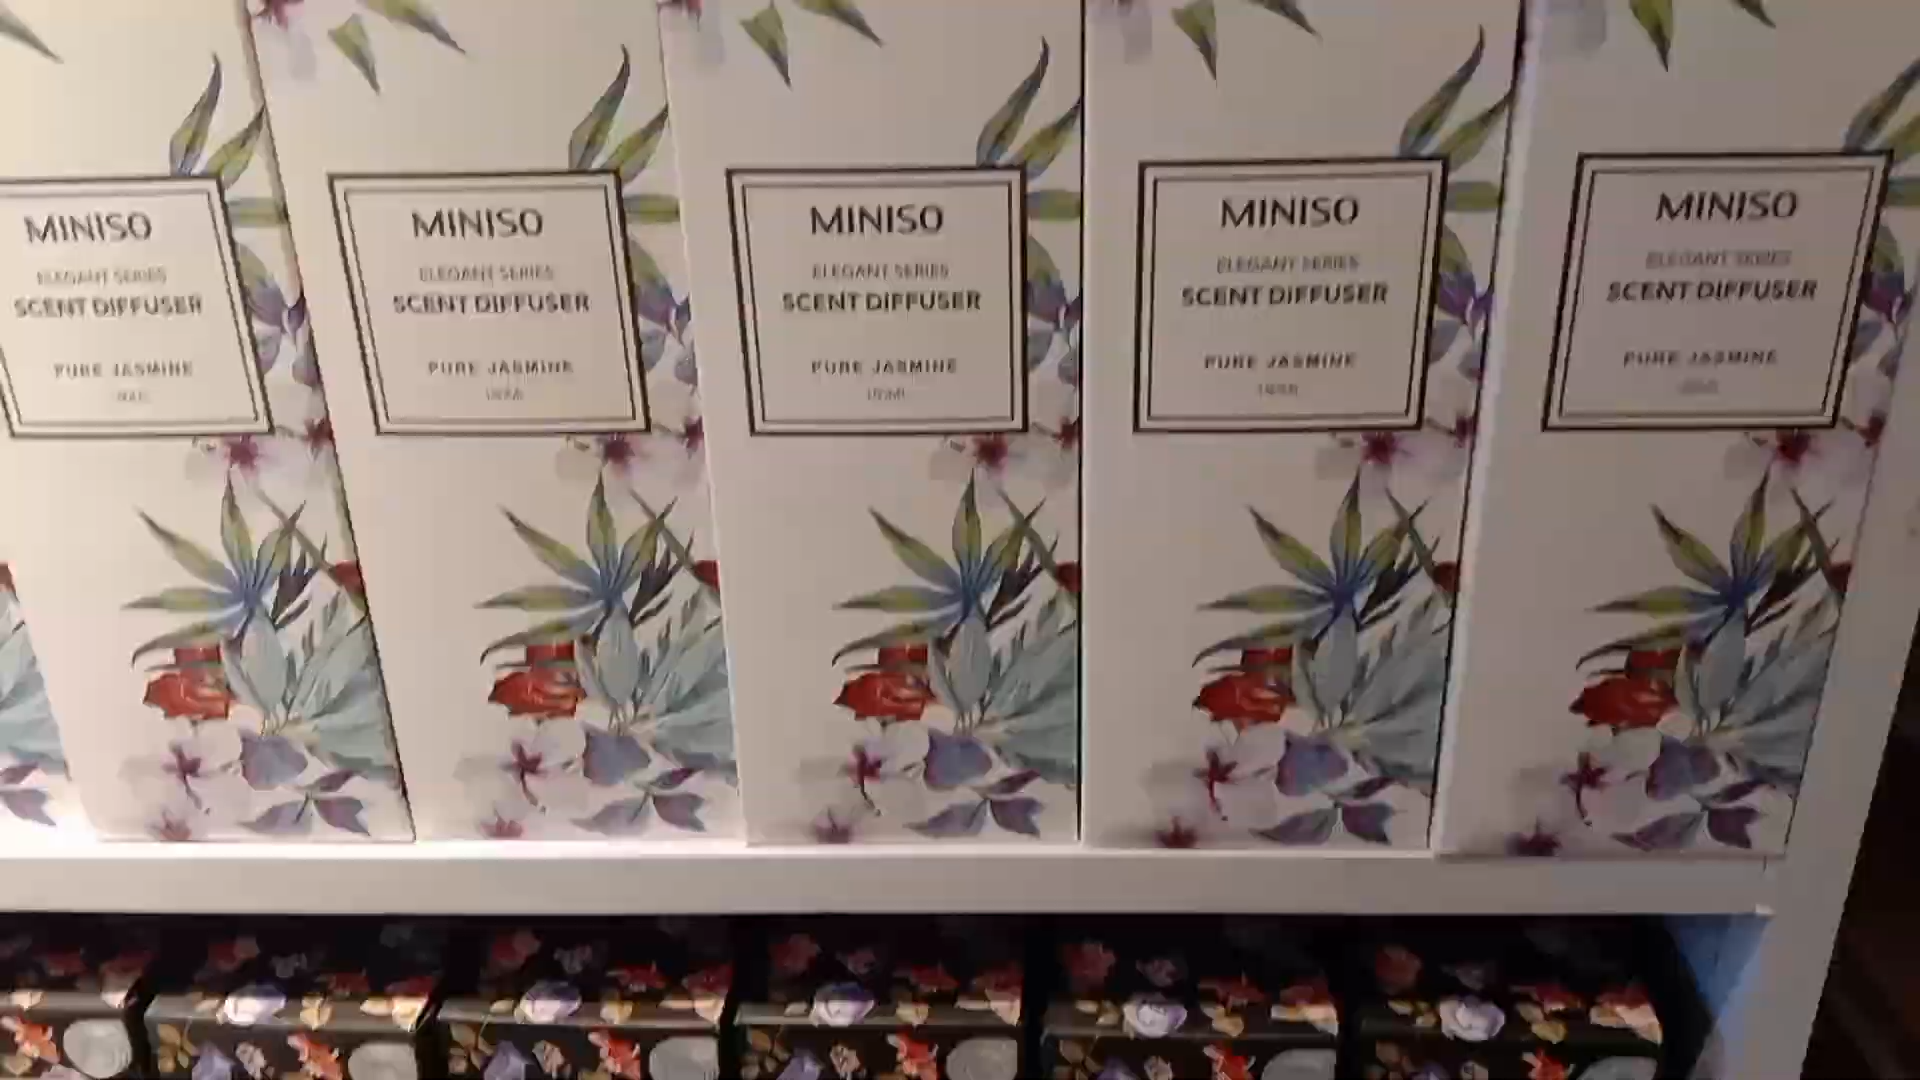 MINISO
ELEGANT SERIES
SCENT DIFFUSER
PURE JASMINE
MINISO
ELEGANT SERIES
SCENT DIFFUSER
PURE JASMINE
MINISO
ELEGANT SERIES
SCENT DIFFUSER
PURE JASMINE
MINISO
ELEGANT SERIES
SCENT DIFFUSER
PURE JASMINE
MINISO
ELEGANT SERIES
SCENT DIFFUSER
PURE JASMINE